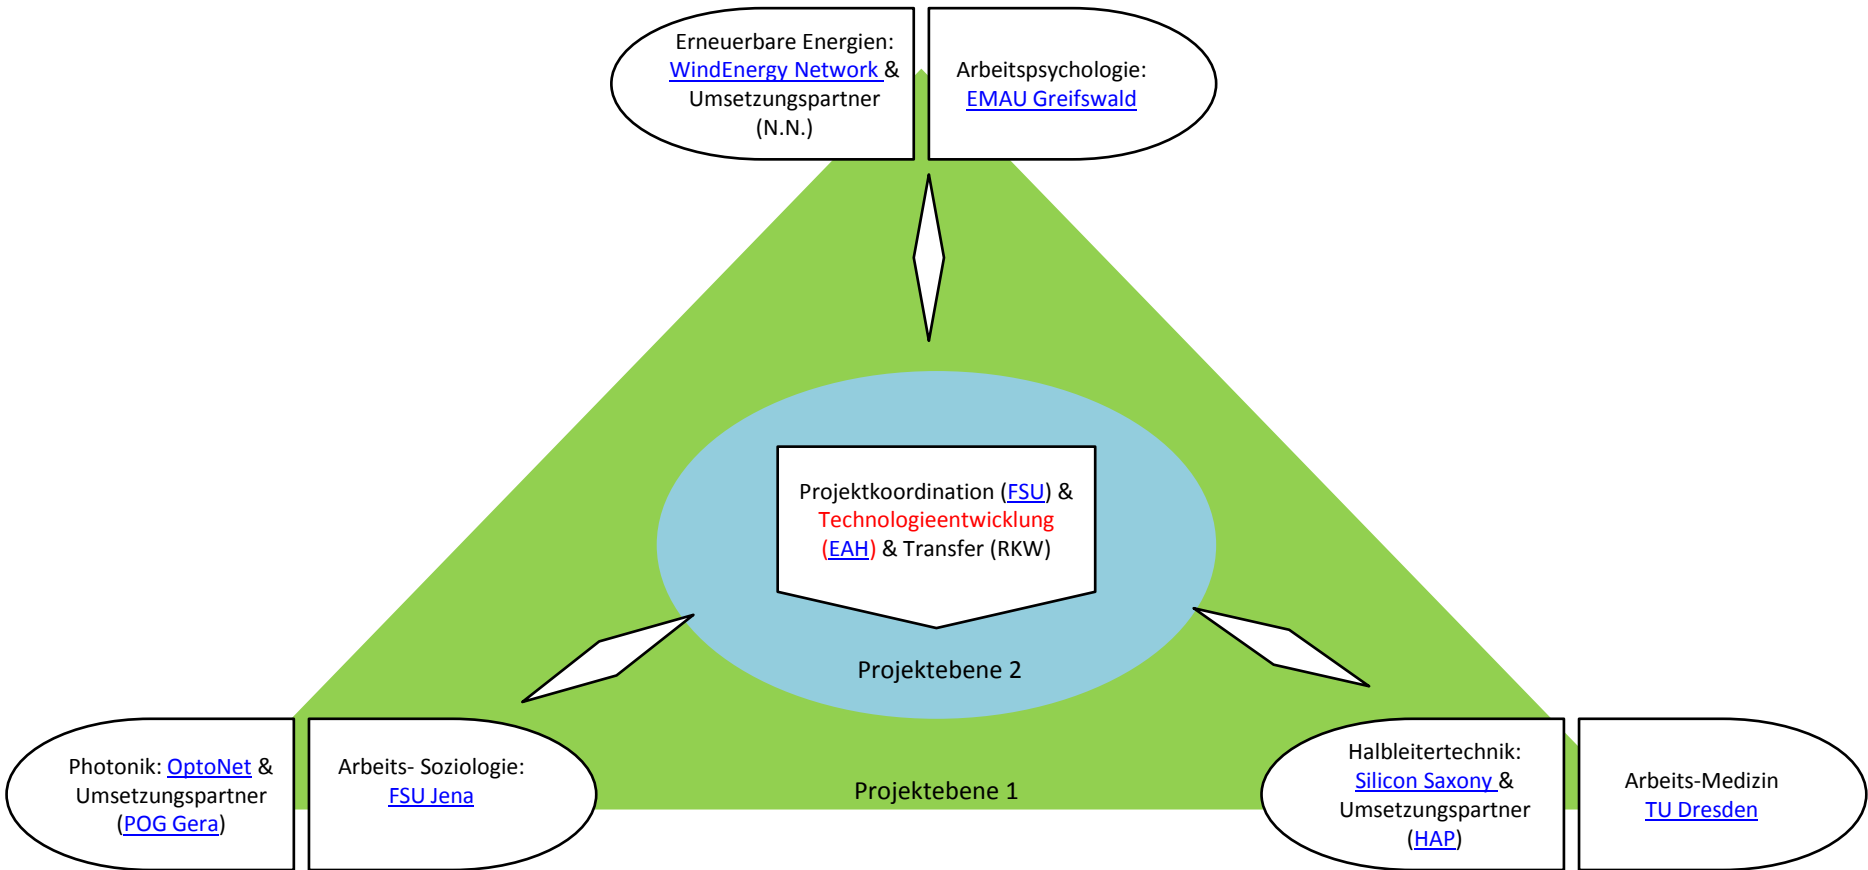 Erneuerbare Energien:
WindEnergy Network &
Umsetzungspartner
(N.N.)
Arbeitspsychologie:
EMAU Greifswald
Projektkoordination (FSU) &
Technologieentwicklung
(EAH) & Transfer (RKW)
Projektebene 2
Photonik: OptoNet &
Umsetzungspartner
(POG Gera)
Arbeits- Soziologie:
FSU Jena
Projektebene 1
Halbleitertechnik:
Silicon Saxony &
Umsetzungspartner
(HAP)
Arbeits-Medizin
TU Dresden